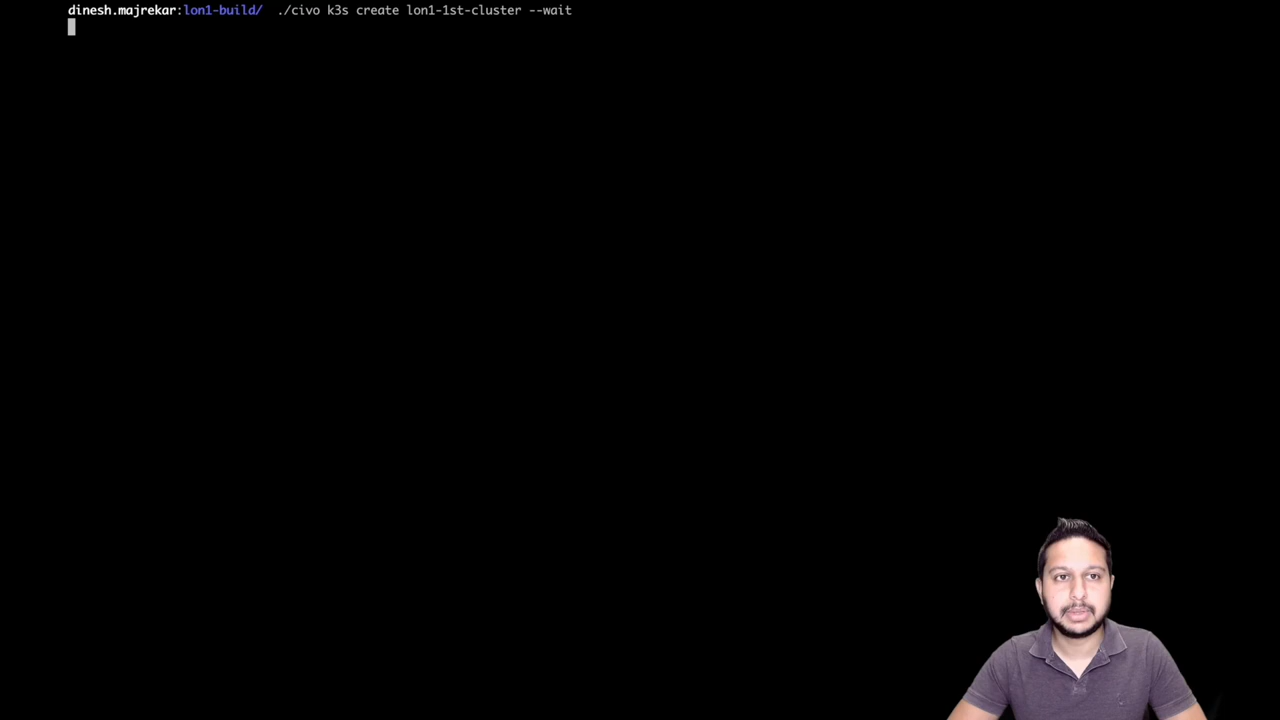 dinesh.majrekar:lon1-build/ ./civo k3s create lon1-1st-cluster --wait